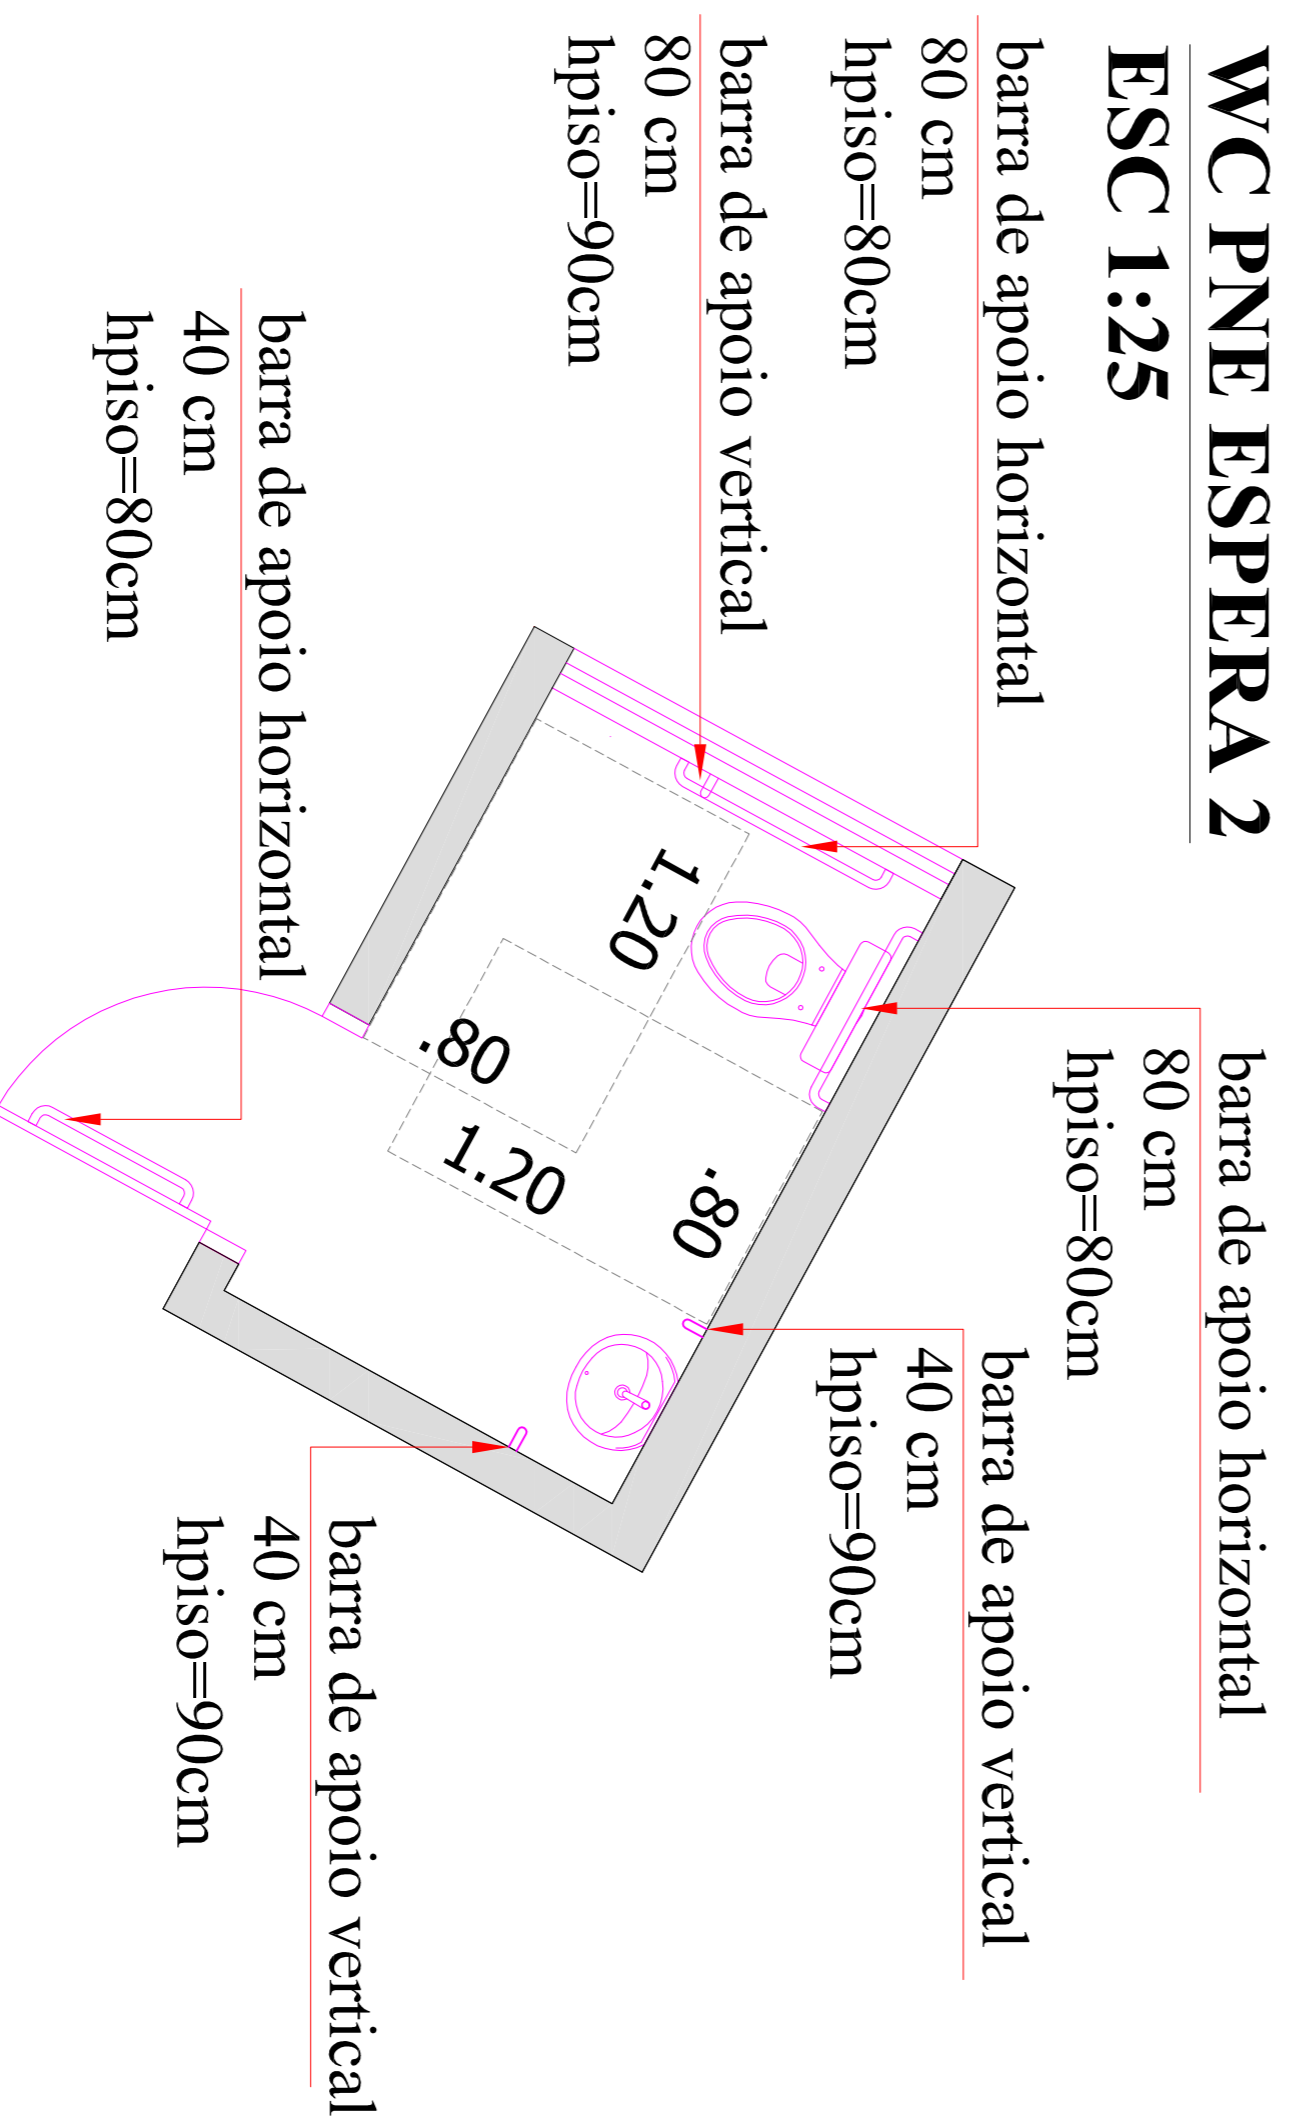 WC PNE ESPERA 2
ESC 1:25
barra de apoio horizontal
80 cm
hpiso=80cm
barra de apoio vertical
80 cm
hpiso=90cm
barra de apoio horizontal
40 cm
hpiso=80cm
barra de apoio horizontal
80 cm
hpiso=80cm
barra de apoio vertical
40 cm
hpiso=90cm
barra de apoio vertical
40 cm
hpiso=90cm
1.20
.80
1.20
.80